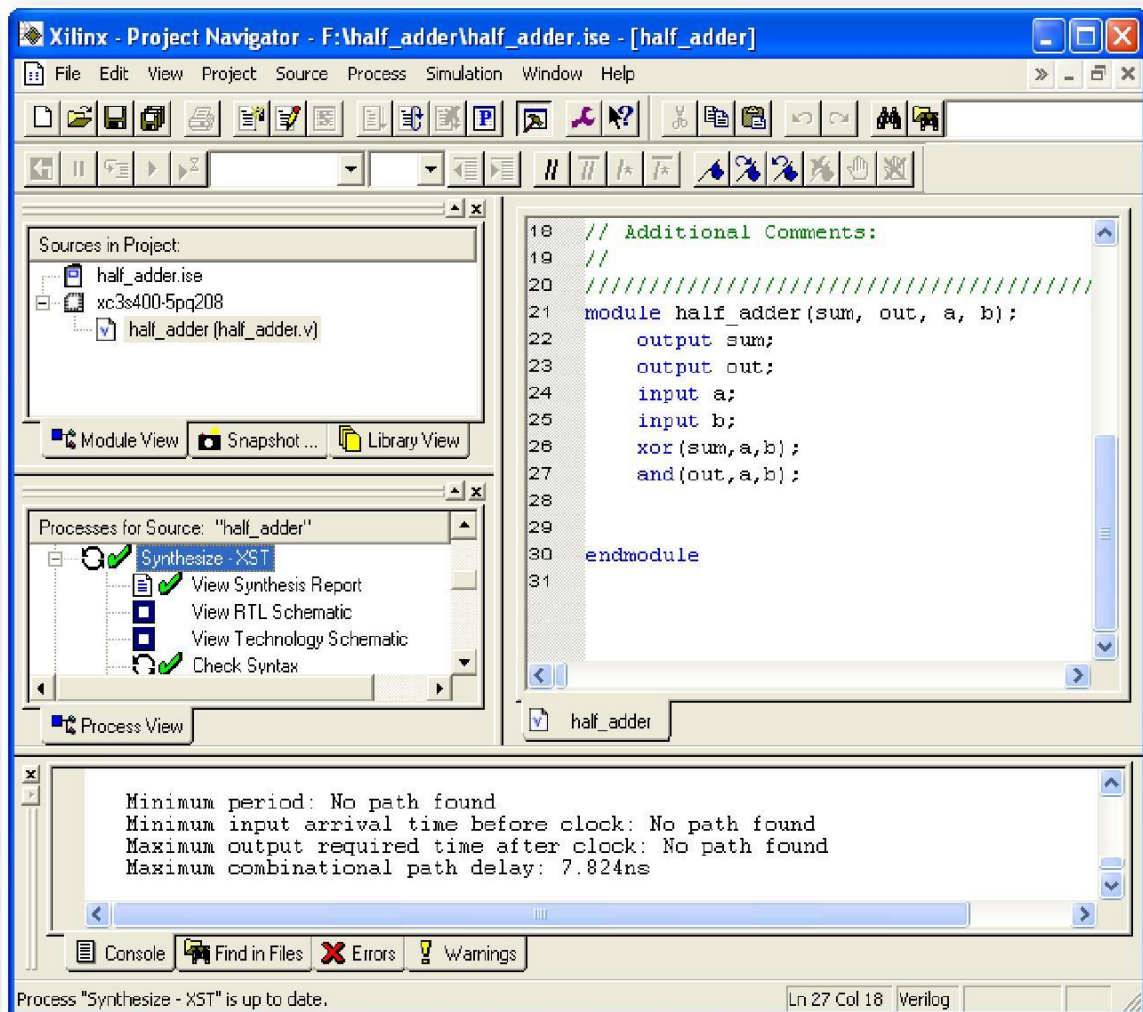 Xilinx - Project Navigator - F:\half_adder\half_adder.ise - [half_adder]
File Edit View Project Source Process Simulation Window Help
P
Sources in Project:
half_adder.ise
xc3s400-5pq208
half_adder (half_adder.v)
Module View Snapshot ... Library View
Processes for Source: "half_adder"
Synthesize - XST
View Synthesis Report
View RTL Schematic
View Technology Schematic
Check Syntax
Process View
18 // Additional Comments:
19 //
20 ///////////////////////////////////////
21 module half_adder(sum, out, a, b);
22 output sum;
23 output out;
24 input a;
25 input b;
26 xor(sum,a,b);
27 and(out,a,b);
28
29
30 endmodule
31
half_adder
Minimum period: No path found
Minimum input arrival time before clock: No path found
Maximum output required time after clock: No path found
Maximum combinational path delay: 7.824ns
Console Find in Files Errors Warnings
Process "Synthesize - XST" is up to date.
Ln 27 Col 18 Verilog